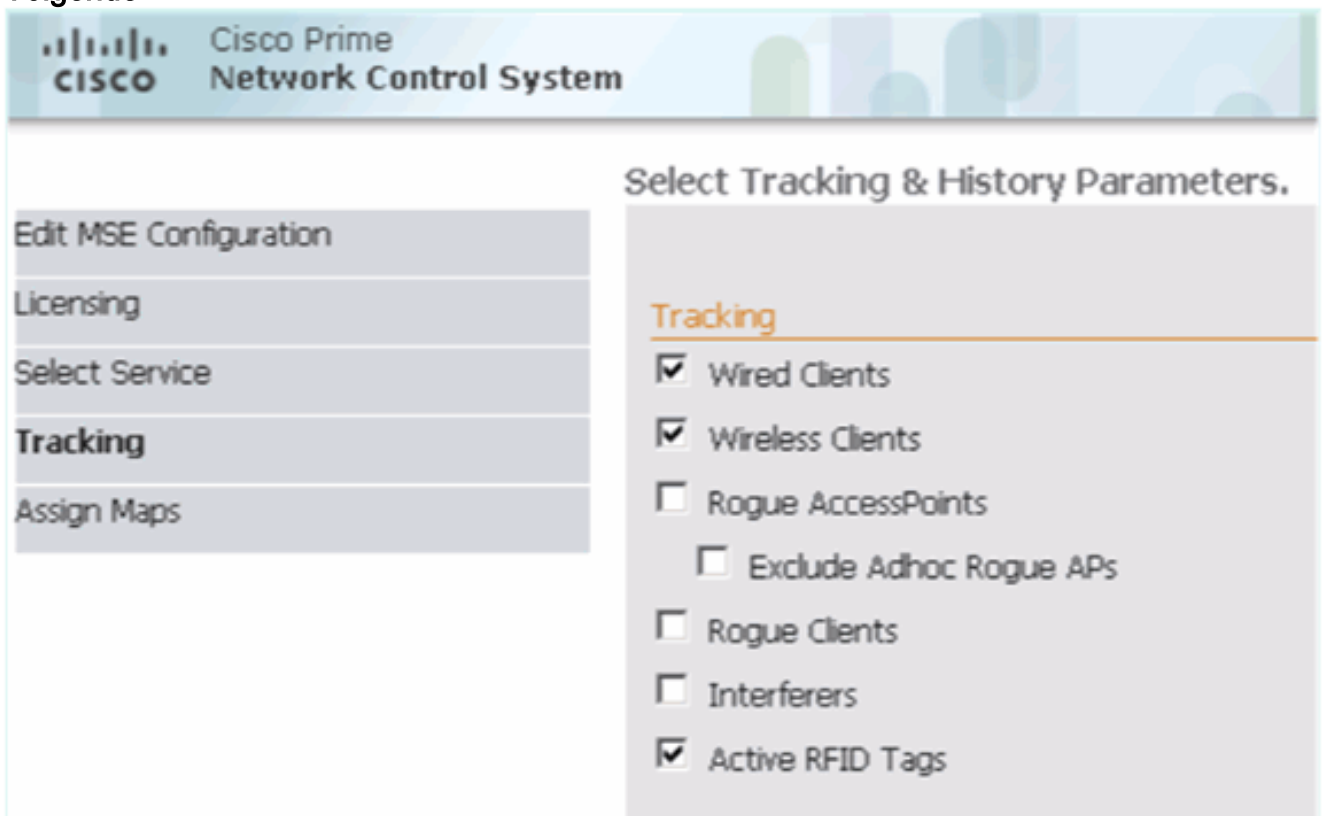 CISCO
Cisco Prime
Network Control System
Select Tracking & History Parameters.
Edit MSE Configuration
Licensing
Select Service
Tracking
Assign Maps
Tracking
Wired Clients
Wireless Clients
Rogue AccessPoints
Exclude Adhoc Rogue APs
Rogue Clients
Interferers
Active RFID Tags